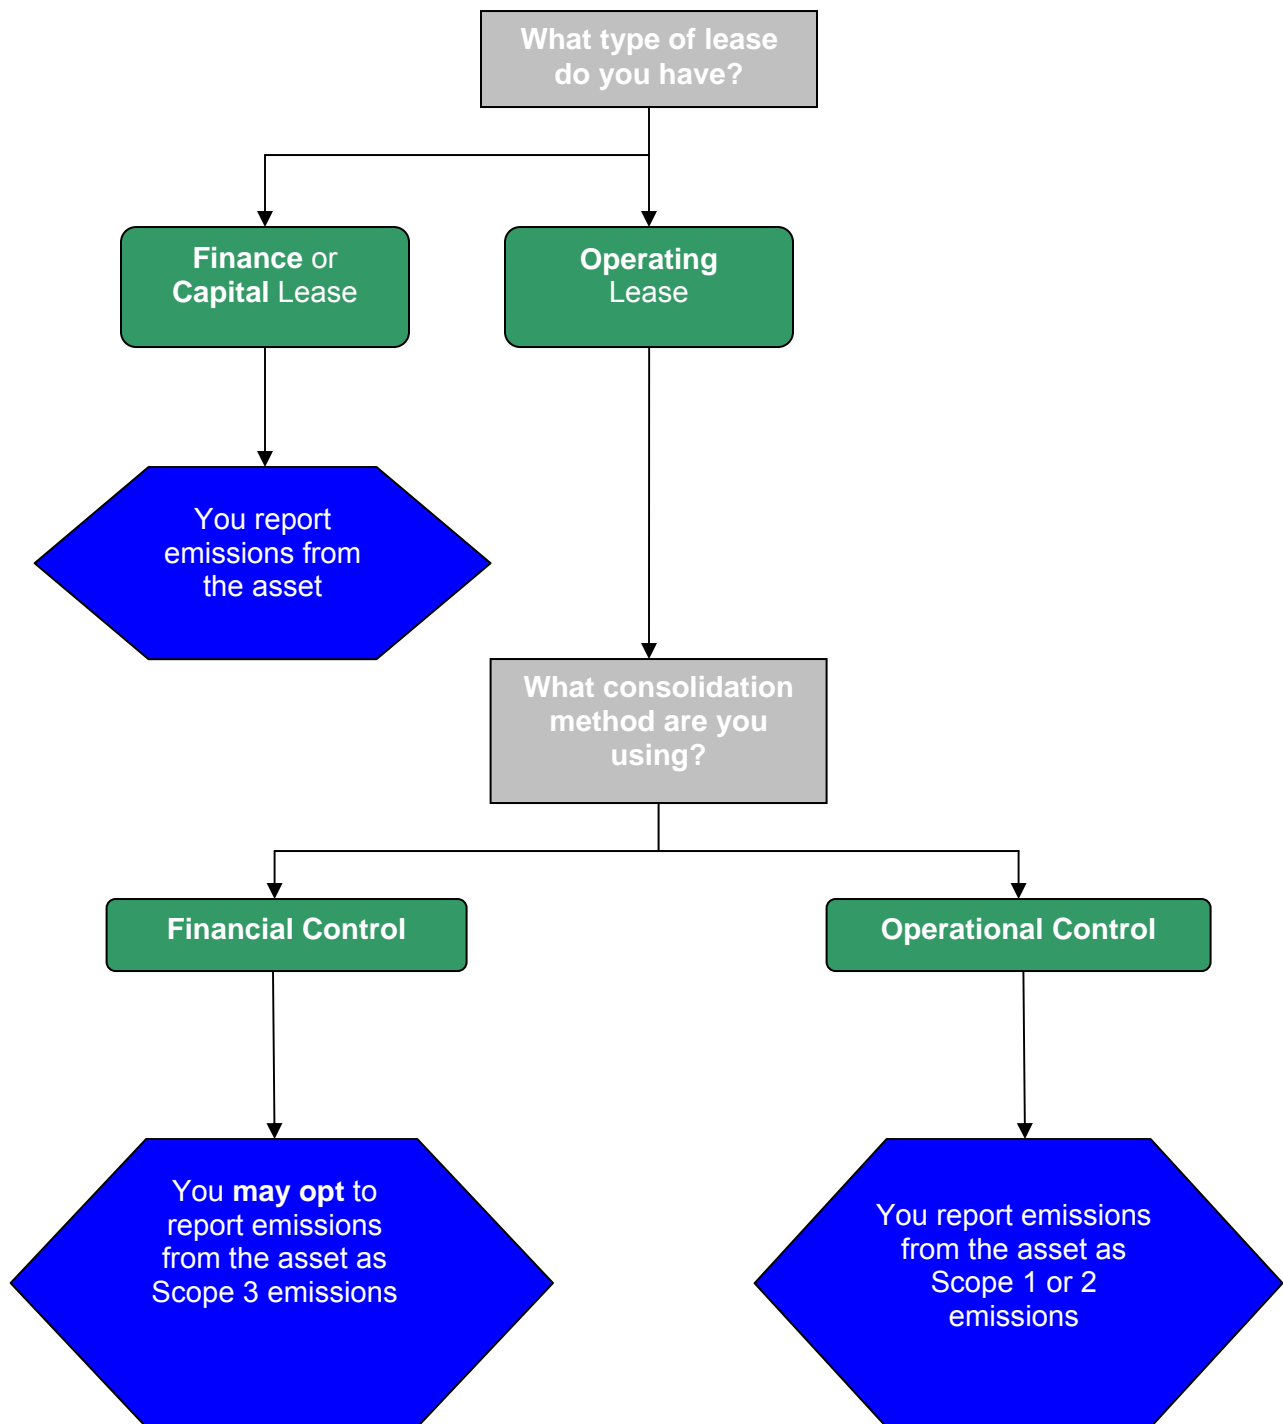 What type of lease
do you have?
Finance or
Capital Lease
Operating
Lease
You report
emissions from
the asset
What consolidation
method are you
using?
Financial Control
Operational Control
You may opt to
report emissions
from the asset as
Scope 3 emissions
You report emissions
from the asset as
Scope 1 or 2
emissions